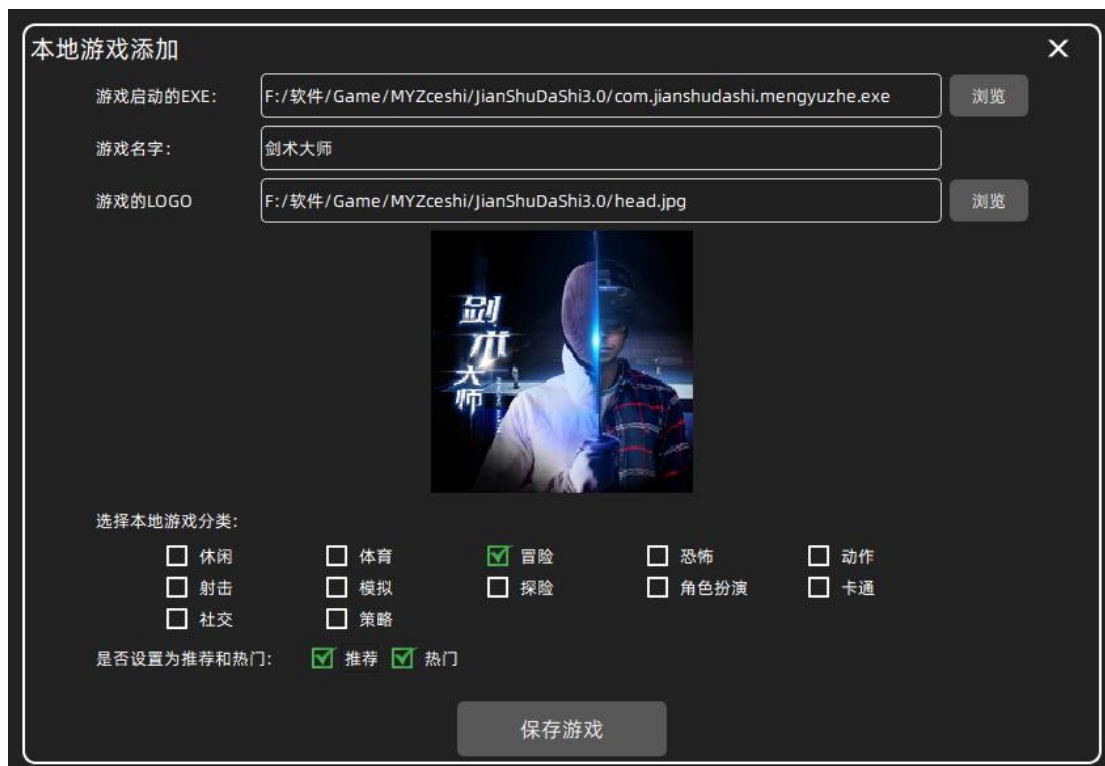 本地游戏添加
游戏启动的EXE： F:/软件/Game/MYZceshi/JianShuDaShi3.0/com.jianshudashi.mengyuzhe.exe 浏览
游戏名字： 剑术大师
游戏的LOGO F:/软件/Game/MYZceshi/JianShuDaShi3.0/head.jpg 浏览
剑术大师
选择本地游戏分类：
休闲 体育 冒险 恐怖 动作
射击 模拟 探险 角色扮演 卡通
社交 策略
是否设置为推荐和热门： 推荐 热门
保存游戏